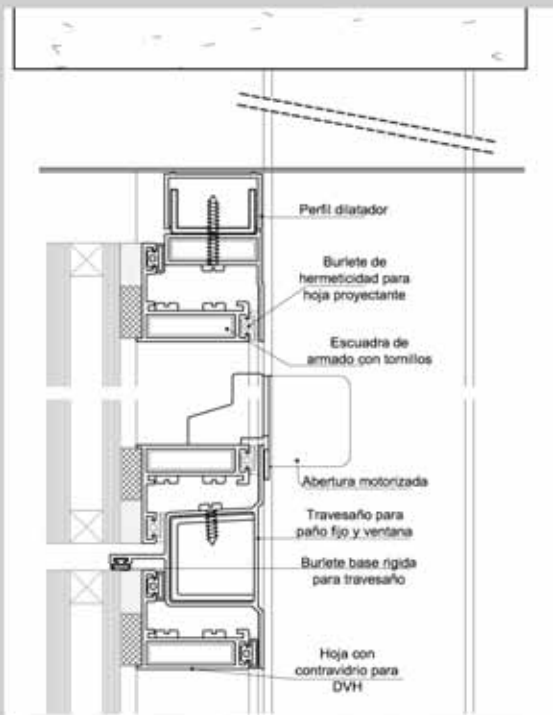 Perfil dilatador
Burlete de
hermeticidad para
hoja proyectante
Escuadra de
armado con tornillos
Abertura motorizada
Travesaño para
paño fijo y ventana
Burlete base rigida
para travesaño
Hoja con
contravidrio para
DVH